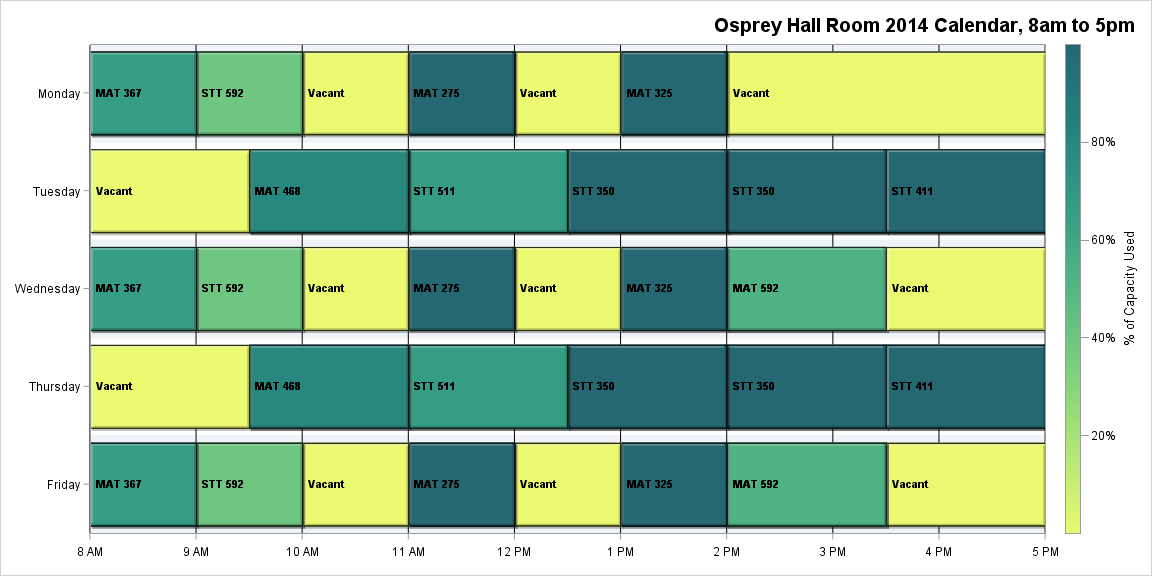 Osprey Hall Room 2014 Calendar, 8am to 5pm
Monday
MAT 367
STT 592
Vacant
MAT 275
Vacant
MAT 325
Vacant
Tuesday
Vacant
MAT 468
STT 511
STT 350
STT 350
STT 411
Wednesday
MAT 367
STT 592
Vacant
MAT 275
Vacant
MAT 325
MAT 592
Vacant
Thursday
Vacant
MAT 468
STT 511
STT 350
STT 350
STT 411
Friday
MAT 367
STT 592
Vacant
MAT 275
Vacant
MAT 325
MAT 592
Vacant
8 AM
9 AM
10 AM
11 AM
12 PM
1 PM
2 PM
3 PM
4 PM
5 PM
80%
60%
40%
20%
% of Capacity Used